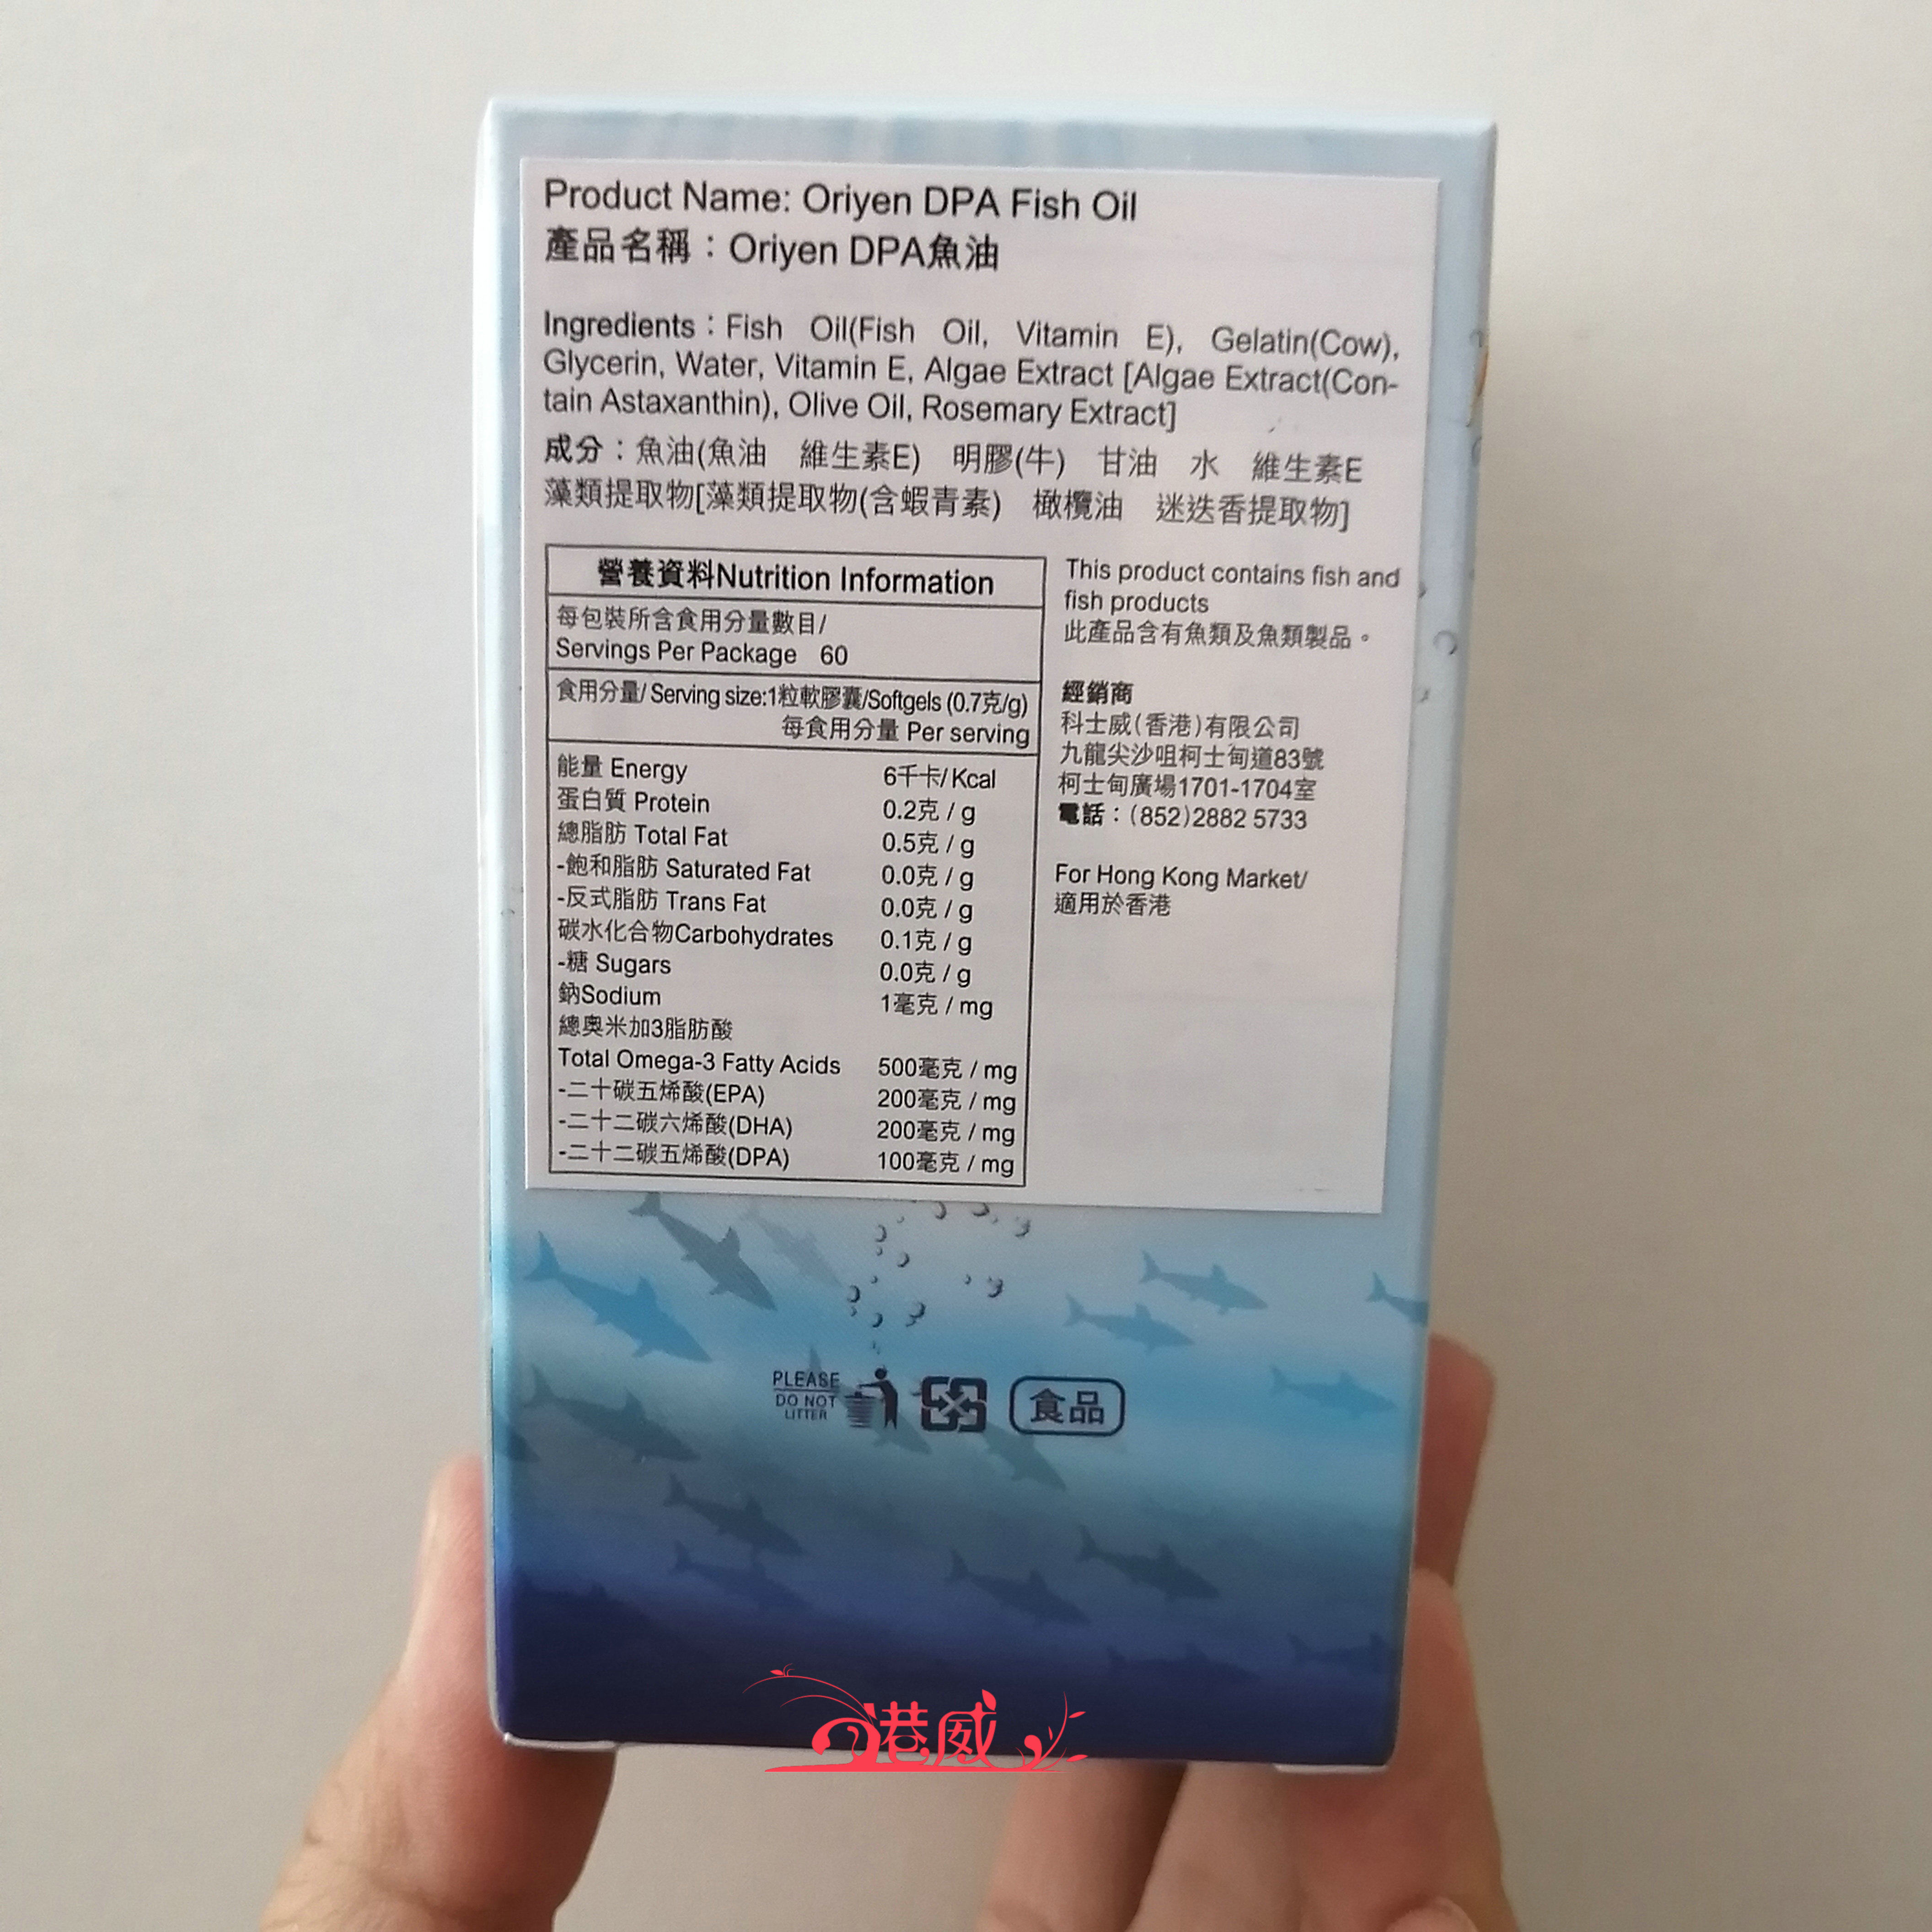 Product Name: Oriyen DPA Fish Oil
產品名稱：Oriyen DPA魚油
Ingredients：Fish Oil(Fish Oil, Vitamin E), Gelatin(Cow),
Glycerin, Water, Vitamin E, Algae Extract [Algae Extract(Con-
tain Astaxanthin), Olive Oil, Rosemary Extract]
成分：魚油(魚油 維生素E) 明膠(牛) 甘油 水 維生素E
藻類提取物[藻類提取物(含蝦青素) 橄欖油 迷迭香提取物]
營養資料Nutrition Information
每包裝所含食用分量數目/
Servings Per Package 60
食用分量/ Serving size:1粒軟膠囊/Softgels (0.7克/g)
每食用分量 Per serving
能量 Energy 6千卡/ Kcal
蛋白質 Protein 0.2克 / g
總脂肪 Total Fat 0.5克 / g
-飽和脂肪 Saturated Fat 0.0克 / g
-反式脂肪 Trans Fat 0.0克 / g
碳水化合物Carbohydrates 0.1克 / g
-糖 Sugars 0.0克 / g
鈉Sodium 1毫克 / mg
總奧米加3脂肪酸
Total Omega-3 Fatty Acids 500毫克 / mg
-二十碳五烯酸(EPA) 200毫克 / mg
-二十二碳六烯酸(DHA) 200毫克 / mg
-二十二碳五烯酸(DPA) 100毫克 / mg
This product contains fish and
fish products
此產品含有魚類及魚類製品。
經銷商
科士威(香港)有限公司
九龍尖沙咀柯士甸道83號
柯士甸廣場1701-1704室
電話：(852)2882 5733
For Hong Kong Market/
適用於香港
PLEASE
DO NOT
LITTER
食品
港威